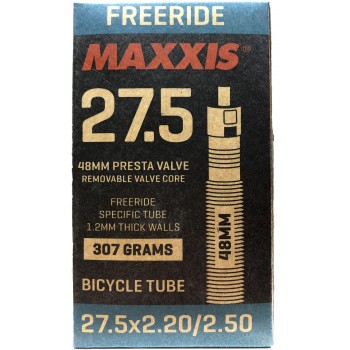 FREERIDE
MAXXIS®
27.5
48MM PRESTA VALVE
REMOVABLE VALVE CORE
FREERIDE
SPECIFIC TUBE
1.2MM THICK WALLS
307 GRAMS
48MM
BICYCLE TUBE
27.5x2.20/2.50